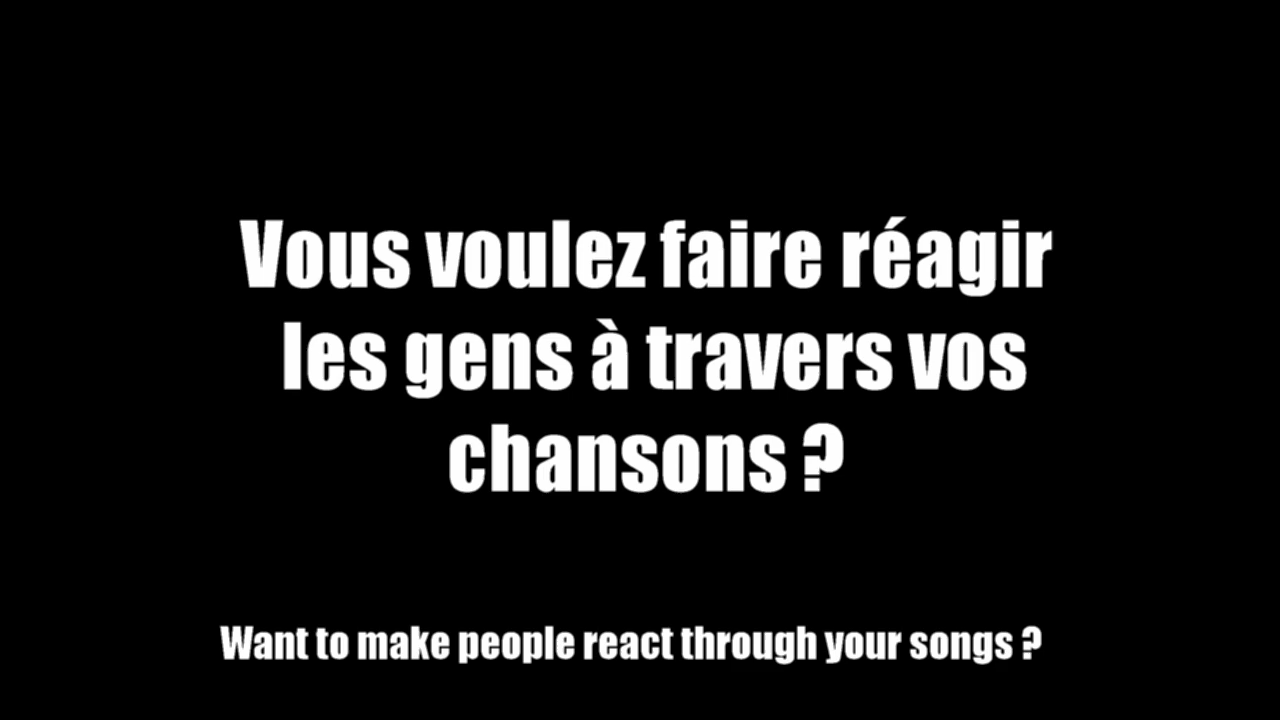 Vous voulez faire réagir
les gens à travers vos
chansons ?
Want to make people react through your songs ?